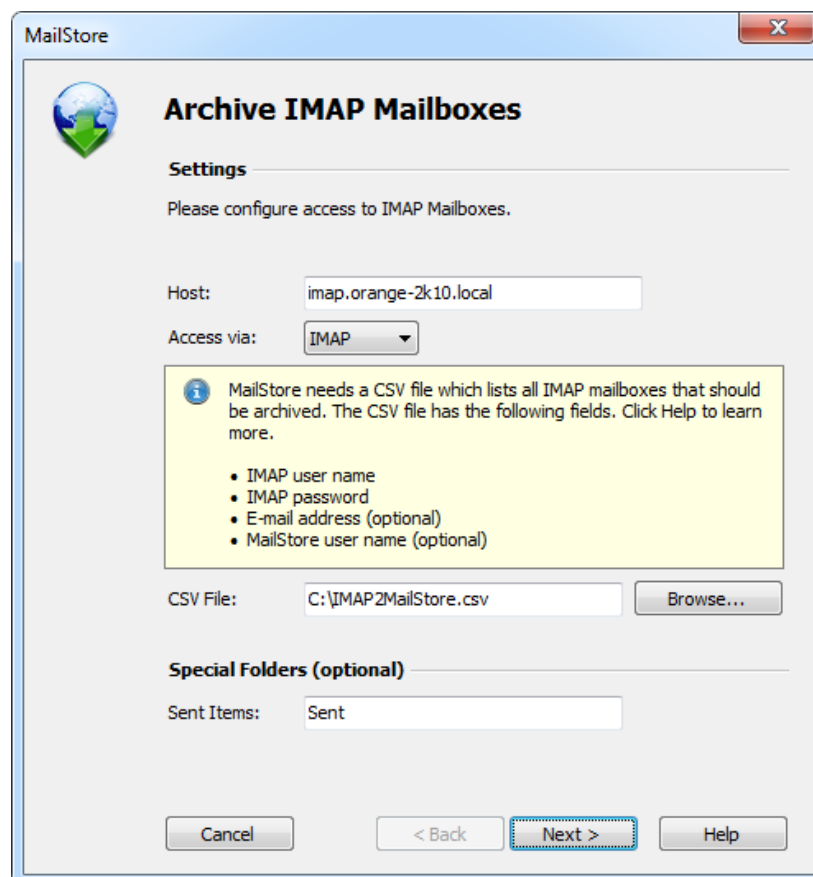 MailStore
Archive IMAP Mailboxes
Settings
Please configure access to IMAP Mailboxes.
Host: imap.orange-2k10.local
Access via: IMAP
MailStore needs a CSV file which lists all IMAP mailboxes that should
be archived. The CSV file has the following fields. Click Help to learn
more.
• IMAP user name
• IMAP password
• E-mail address (optional)
• MailStore user name (optional)
CSV File: C:\IMAP2MailStore.csv Browse...
Special Folders (optional)
Sent Items: Sent
Cancel < Back Next > Help